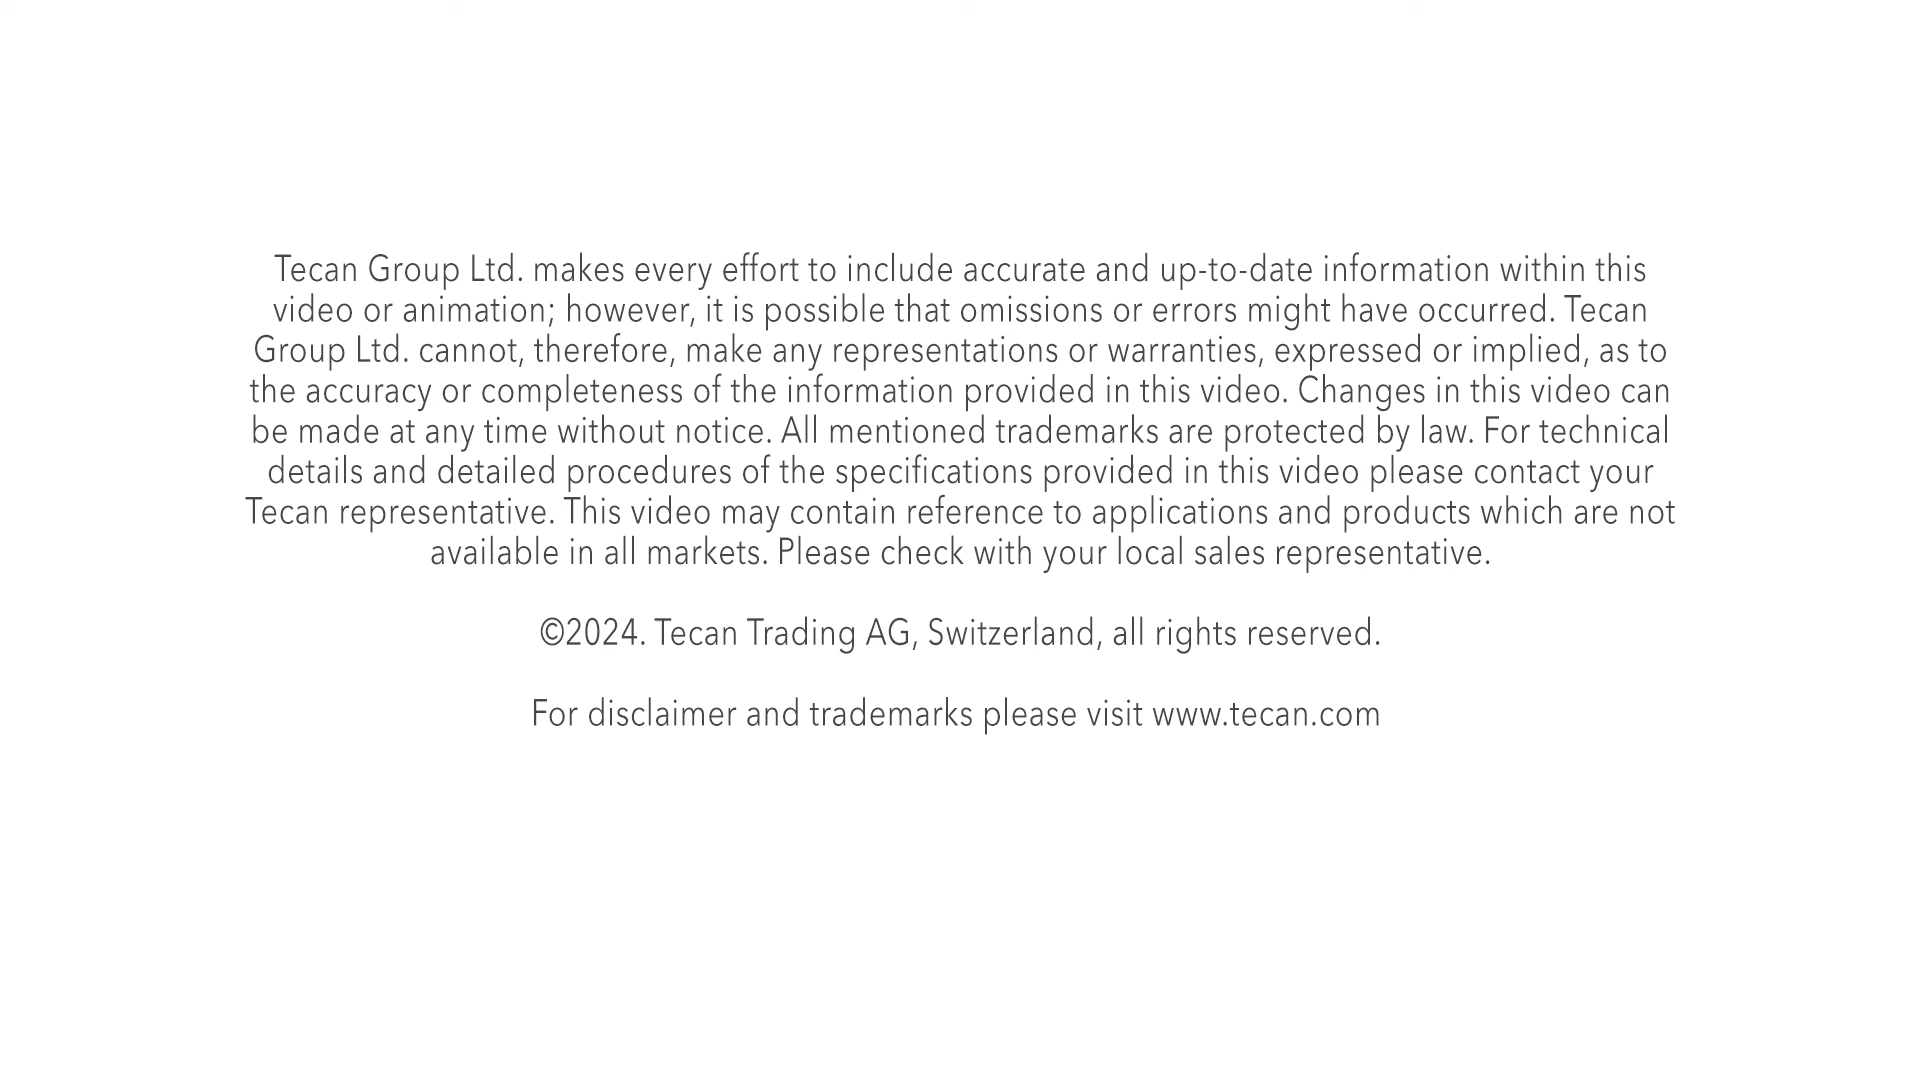 Tecan Group Ltd. makes every effort to include accurate and up-to-date information within this
video or animation; however, it is possible that omissions or errors might have occurred. Tecan
Group Ltd. cannot, therefore, make any representations or warranties, expressed or implied, as to
the accuracy or completeness of the information provided in this video. Changes in this video can
be made at any time without notice. All mentioned trademarks are protected by law. For technical
details and detailed procedures of the specifications provided in this video please contact your
Tecan representative. This video may contain reference to applications and products which are not
available in all markets. Please check with your local sales representative.
©2024. Tecan Trading AG, Switzerland, all rights reserved.
For disclaimer and trademarks please visit www.tecan.com